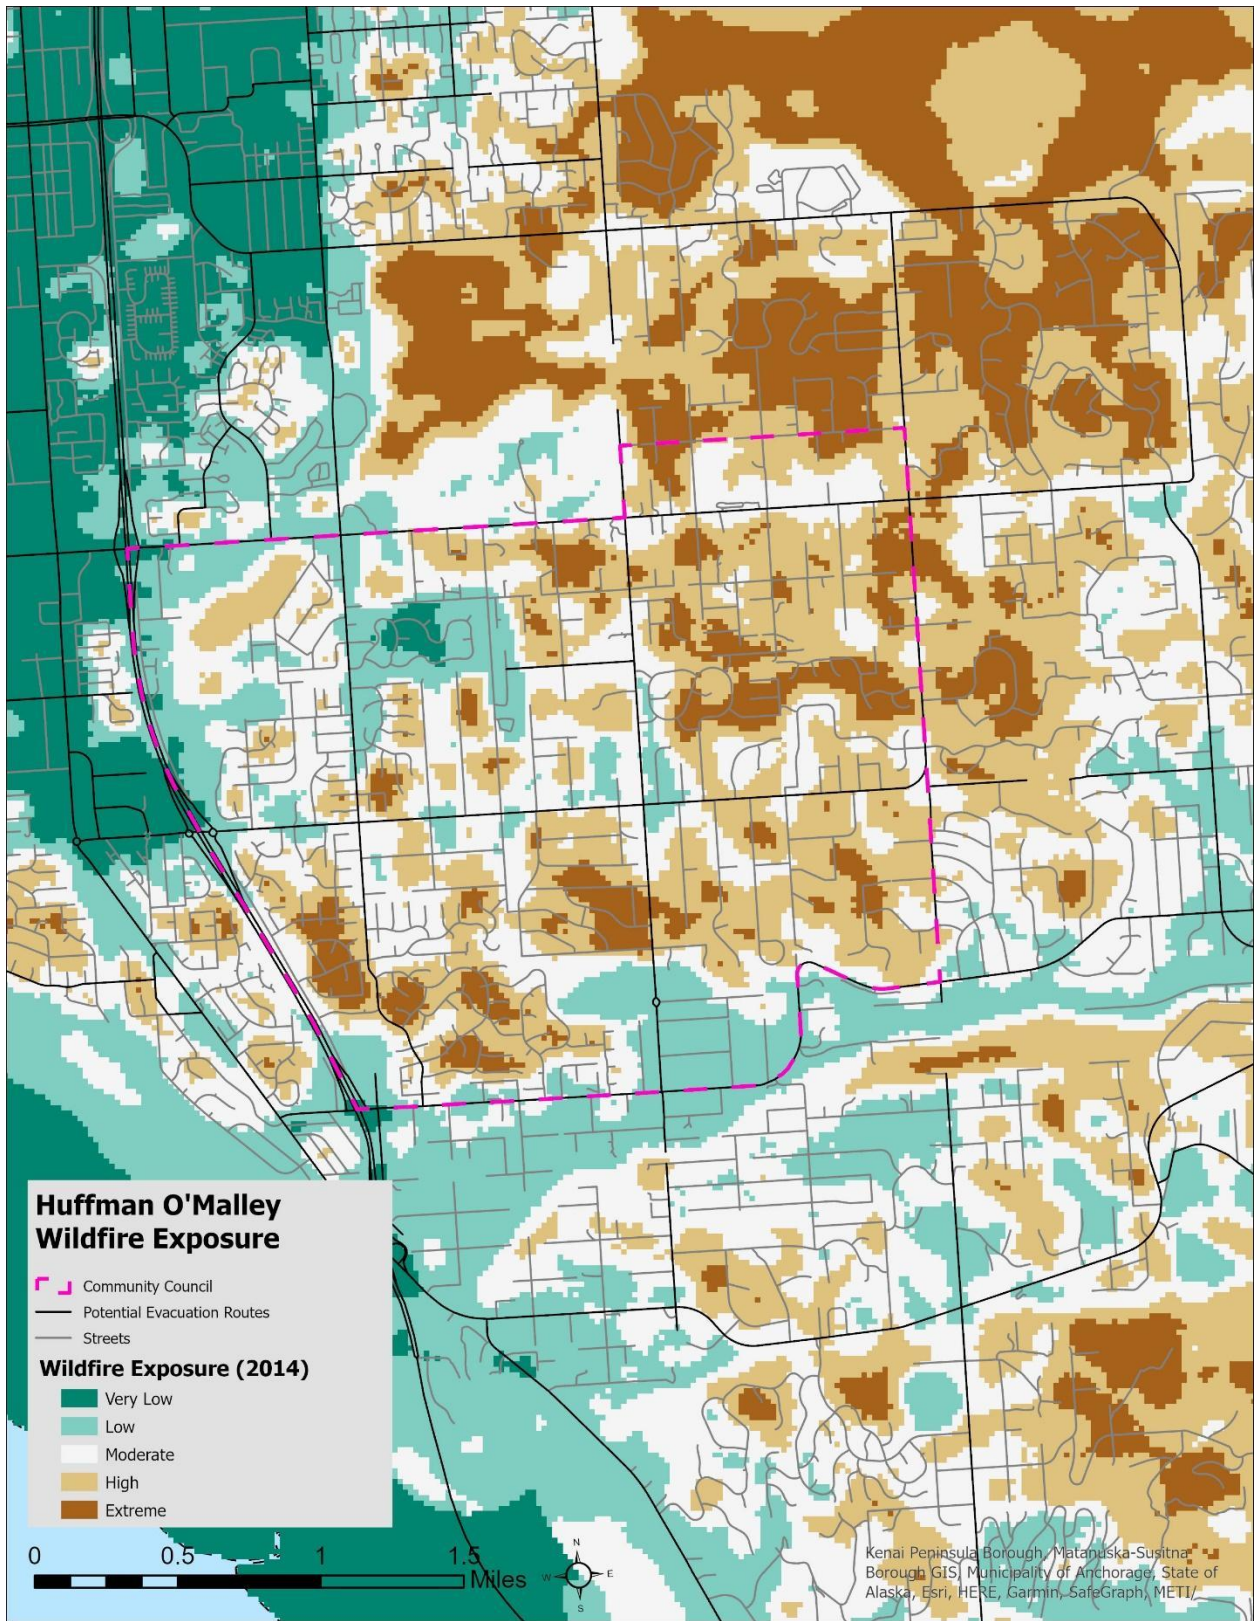 Huffman O'Malley
Wildfire Exposure
Community Council
Potential Evacuation Routes
Streets
Wildfire Exposure (2014)
Very Low
Low
Moderate
High
Extreme
0 0.5 1 1.5
Miles
N
W E
S
Kenai Peninsula Borough, Matanuska-Susitna
Borough GIS, Municipality of Anchorage, State of
Alaska, Esri, HERE, Garmin, SafeGraph, METI/